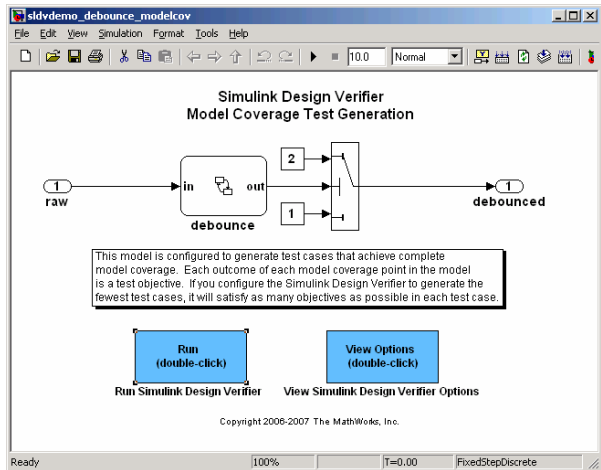 sldvdemo_debounce_modelcov
File Edit View Simulation Format Tools Help
10.0 Normal
Simulink Design Verifier
Model Coverage Test Generation
2
1
in out
1
raw
debounce
1
debounced
This model is configured to generate test cases that achieve complete
model coverage. Each outcome of each model coverage point in the model
is a test objective. If you configure the Simulink Design Verifier to generate the
fewest test cases, it will satisfy as many objectives as possible in each test case.
Run
(double-click)
View Options
(double-click)
Run Simulink Design Verifier
View Simulink Design Verifier Options
Copyright 2006-2007 The MathWorks, Inc.
Ready 100% T=0.00 FixedStepDiscrete